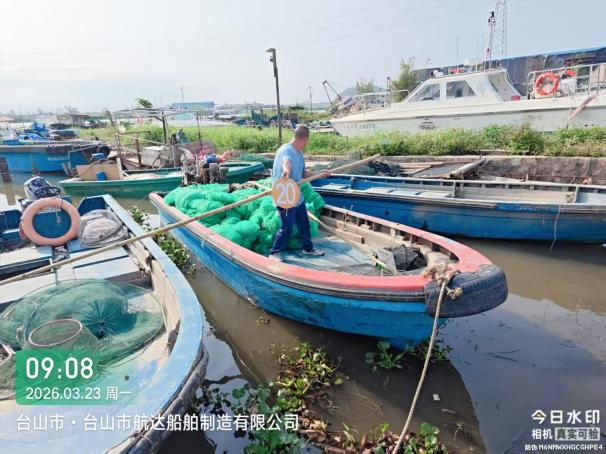 20
09:08
2026.03.23 周一
台山市·台山市航达船舶制造有限公司
今日水印
相机 真实可验
防伪 M6NMWXHGCGHPE4